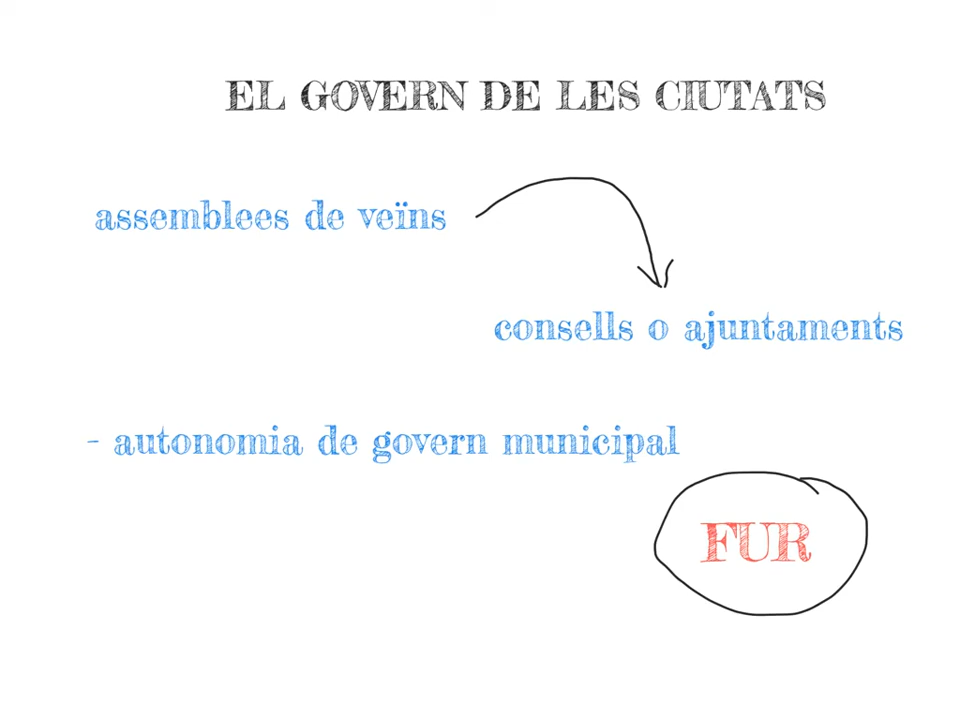 EL GOVERN DE LES CIUTATS
assemblees de veïns
consells o ajuntaments
- autonomia de govern municipal
FUR